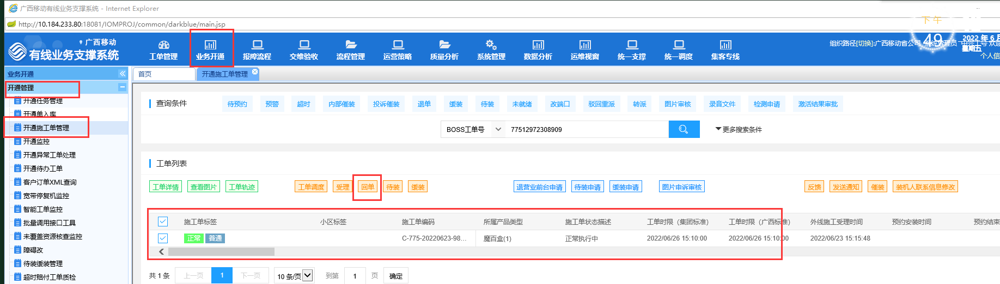 广西移动有线业务支撑系统 - Internet Explorer
http://10.184.233.80:18081/IOMPROJ/common/darkblue/main.jsp
下午
49
2022 年 6月
星期五
广西移动
有线业务支撑系统
工单管理 业务开通 报障流程 交维验收 流程管理 运营策略 质量分析 系统管理 数据分析 运维视窗 统一支撑 统一调度 集客专线
组织路径[切换]:广西移动省公司
系统管理员
个人信
业务开通
首页 开通施工单管理
开通管理
开通任务管理
开通单入库
开通施工单管理
开通监控
开通异常工单处理
开通待办工单
客户订单XML查询
宽带停复机监控
智能工单监控
批量调用接口工具
未覆盖资源核查监控
障碍改
待装缓装管理
超时赔付工单质检
查询条件 待预约 预警 超时 内部催装 投诉催装 退单 缓装 待装 未就绪 改端口 驳回重派 转派 图片审核 录音文件 检测申请 激活结果审批
BOSS工单号 77512972308909 更多搜索条件
工单列表
工单详情 查看图片 工单轨迹 工单调度 受理 回单 待装 缓装 退营业前台申请 待装申请 缓装申请 图片申诉审核 反馈 发送通知 催装 装机人联系信息修改
施工单标签 小区标签 施工单编码 所属产品类型 施工单状态描述 工单时限（集团标准） 工单时限（广西标准） 外线施工受理时间 预约安装时间 预约结束
正常 普通 C-775-20220623-98... 魔百盒(1) 正常执行中 2022/06/26 15:10:00 2022/06/26 15:10:00 2022/06/23 15:15:48
共 1 条 上一页 1 下一页 10 条/页 到第 1 页 确定